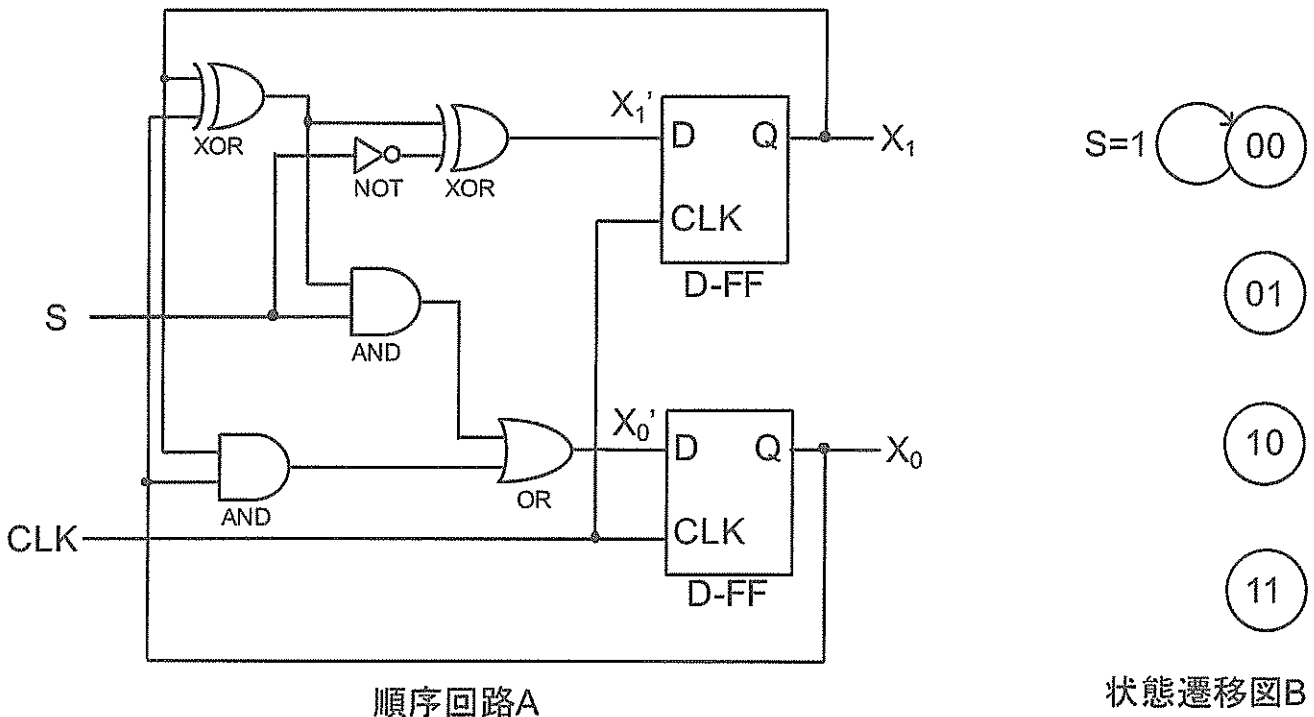 XOR
NOT
XOR
X₁'
D
Q
X₁
CLK
D-FF
S
AND
X₀'
D
Q
X₀
OR
AND
CLK
CLK
D-FF
順序回路A
S=1
00
01
10
11
状態遷移図B